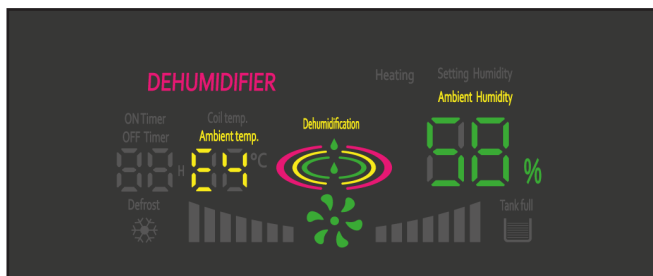 DEHUMIDIFIER
Heating
Setting Humidity
Ambient Humidity
ON Timer
OFF Timer
Coil temp.
Ambient temp.
Dehumidification
H
E4 °C
58 %
Defrost
Tank full